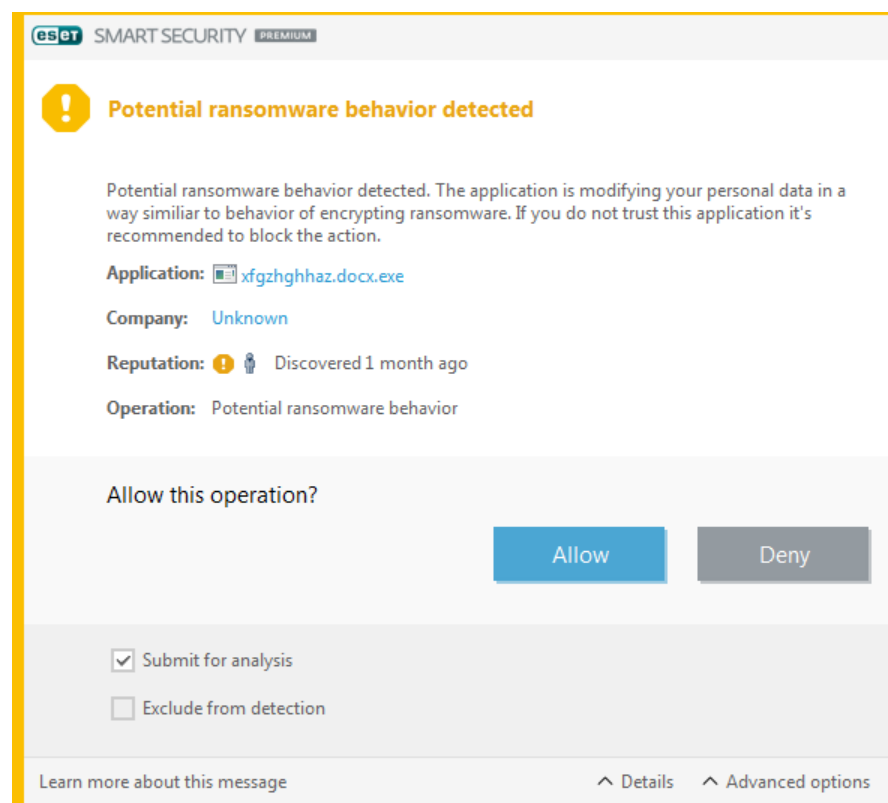 eset SMART SECURITY PREMIUM
Potential ransomware behavior detected
Potential ransomware behavior detected. The application is modifying your personal data in a
way similiar to behavior of encrypting ransomware. If you do not trust this application it's
recommended to block the action.
Application: xfgzhghhaz.docx.exe
Company: Unknown
Reputation: Discovered 1 month ago
Operation: Potential ransomware behavior
Allow this operation?
Allow Deny
Submit for analysis
Exclude from detection
Learn more about this message Details Advanced options